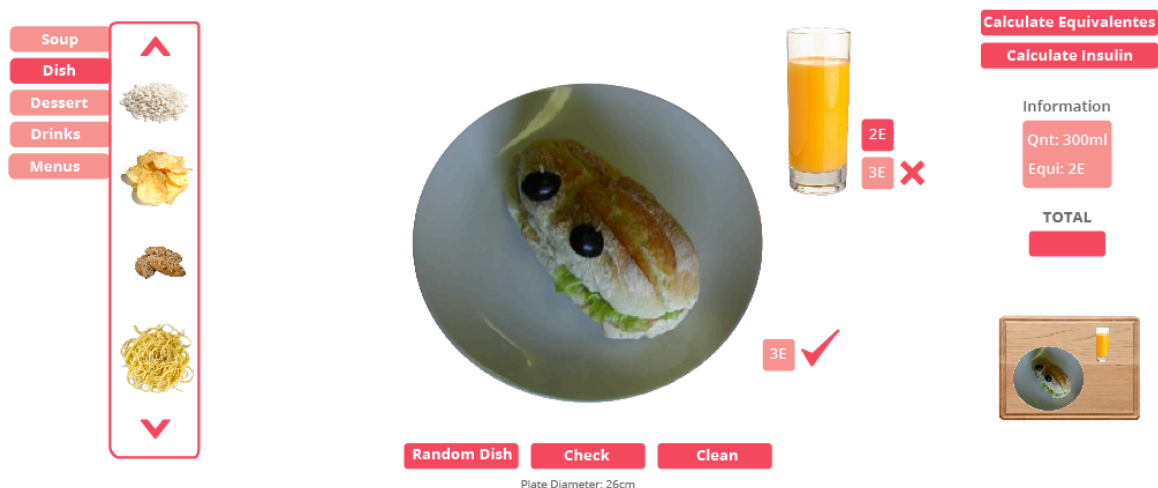 Soup
Dish
Dessert
Drinks
Menus
2E
3E
3E
Random Dish
Check
Clean
Plate Diameter: 26cm
Calculate Equivalentes
Calculate Insulin
Information
Qnt: 300ml
Equi: 2E
TOTAL